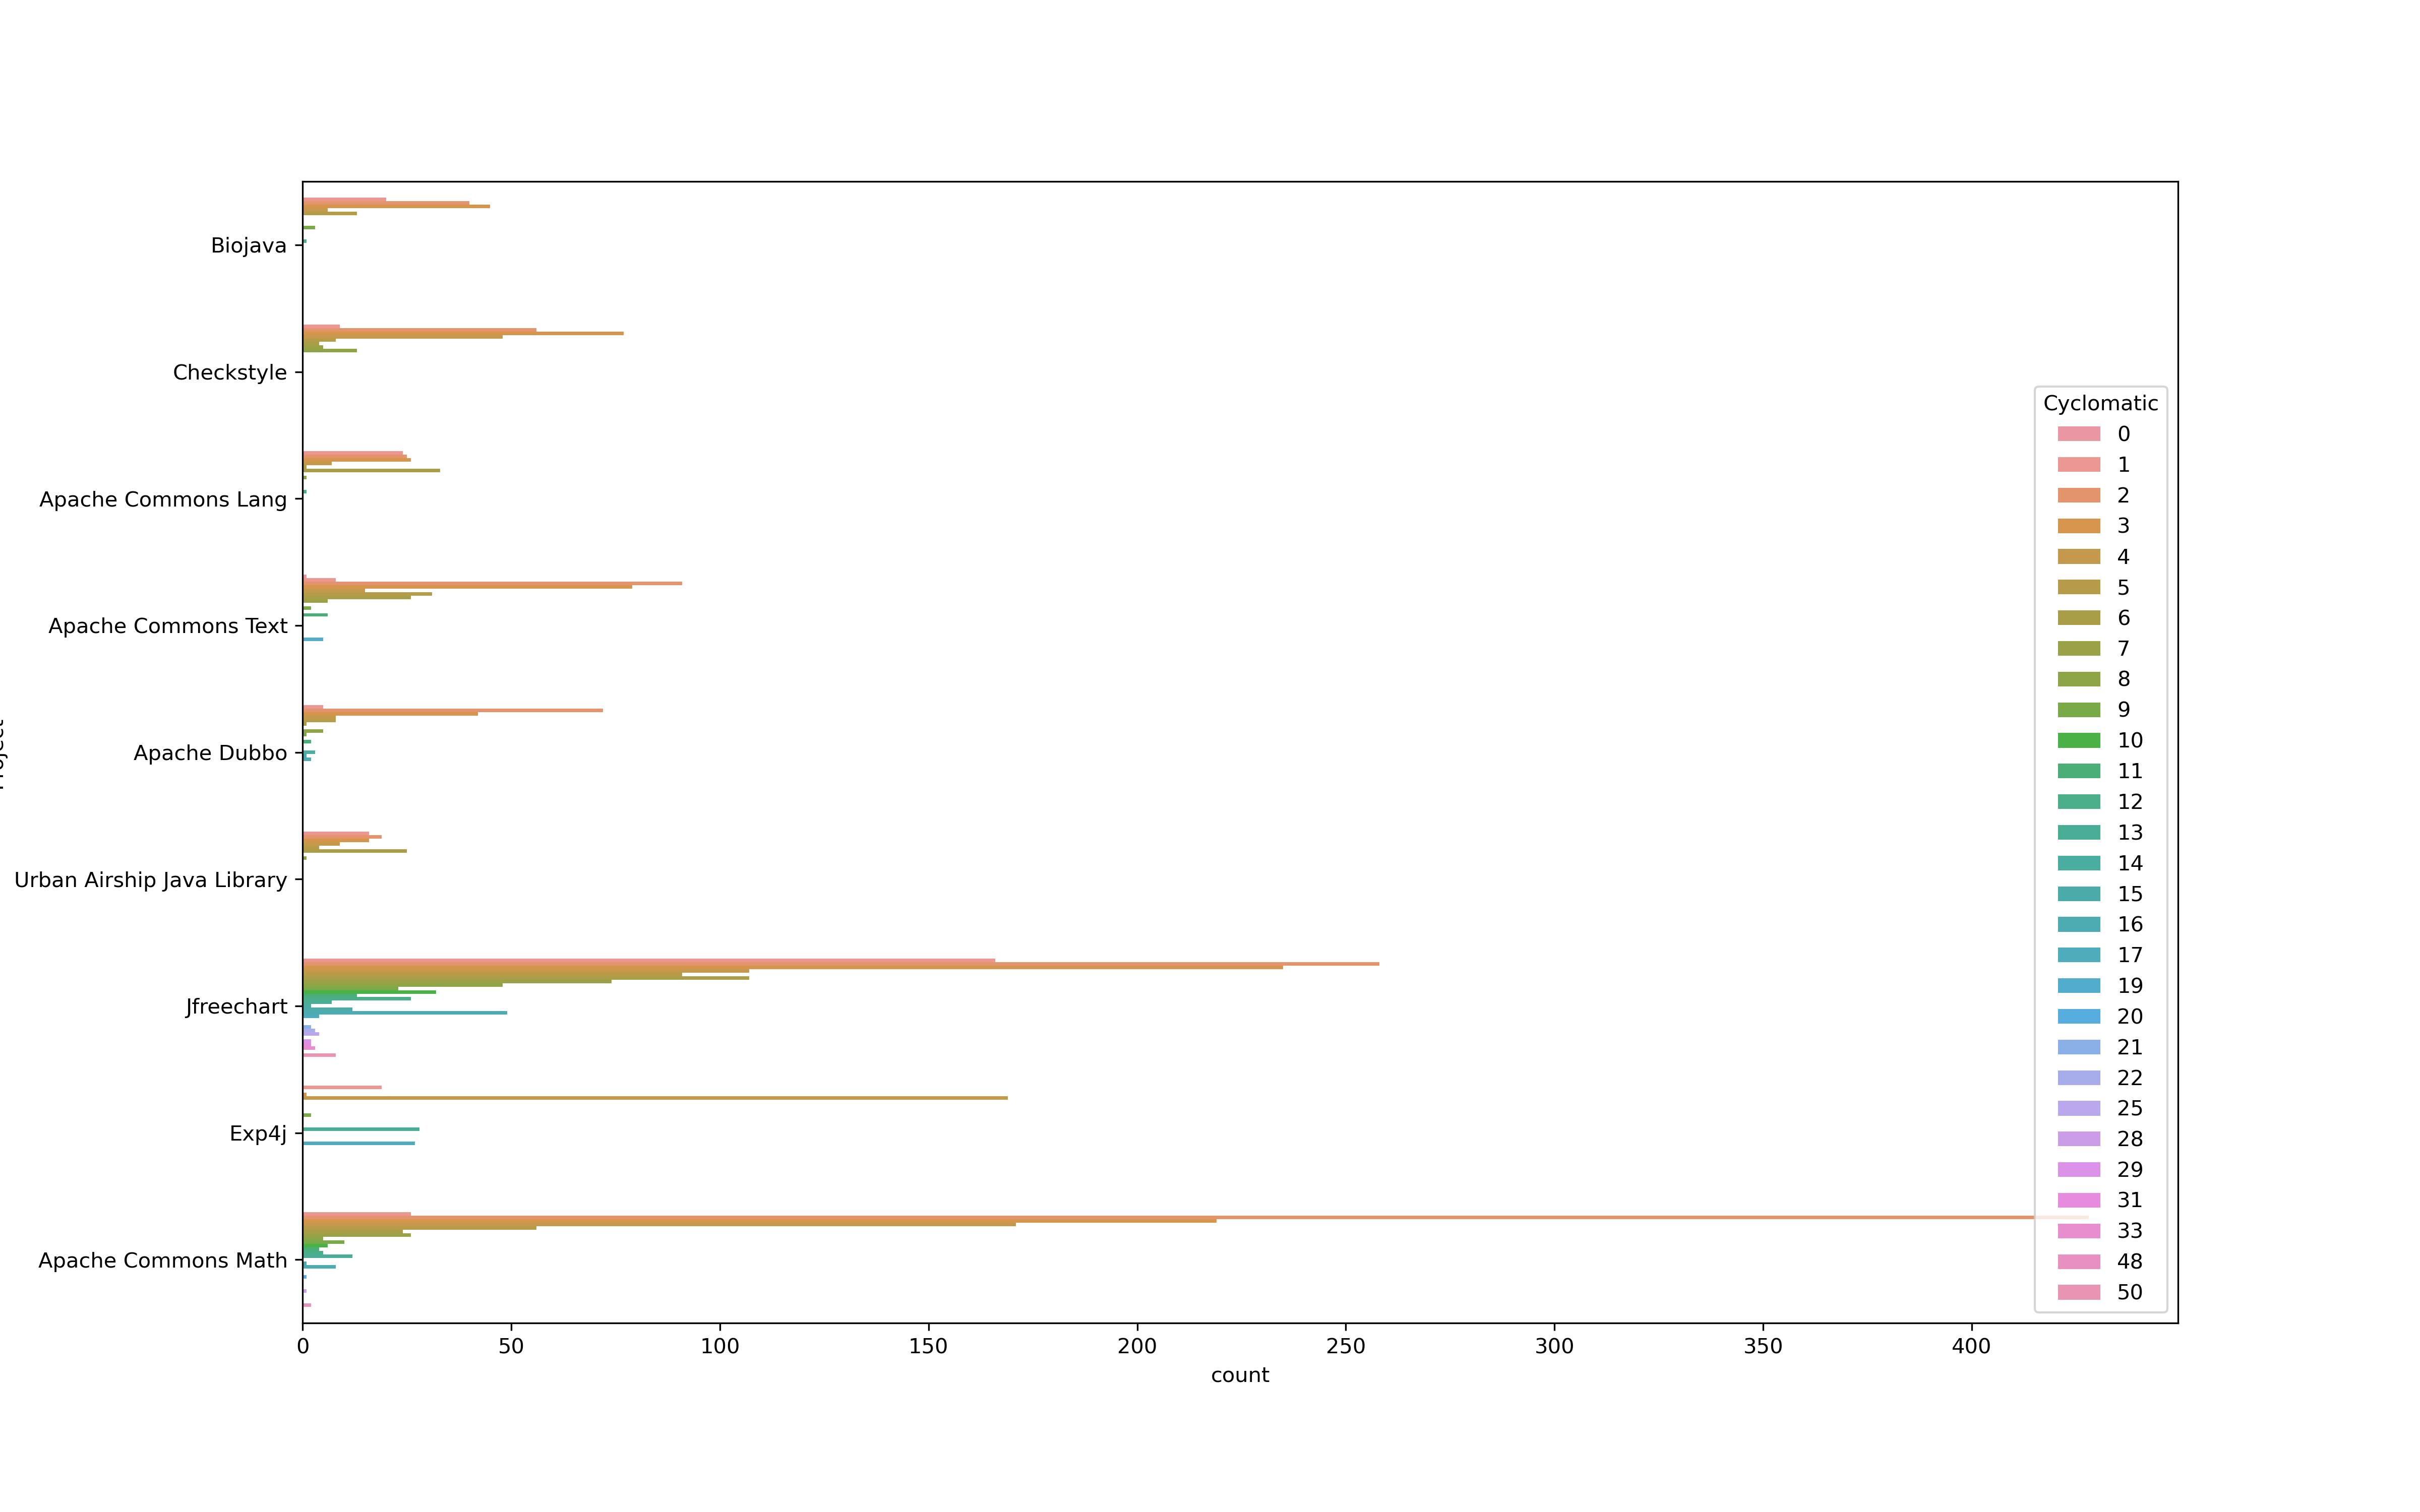 Biojava
Checkstyle
Apache Commons Lang
Apache Commons Text
Apache Dubbo
Urban Airship Java Library
Jfreechart
Exp4j
Apache Commons Math
0 50 100 150 200 250 300 350 400
count
Cyclomatic
0
1
2
3
4
5
6
7
8
9
10
11
12
13
14
15
16
17
19
20
21
22
25
28
29
31
33
48
50